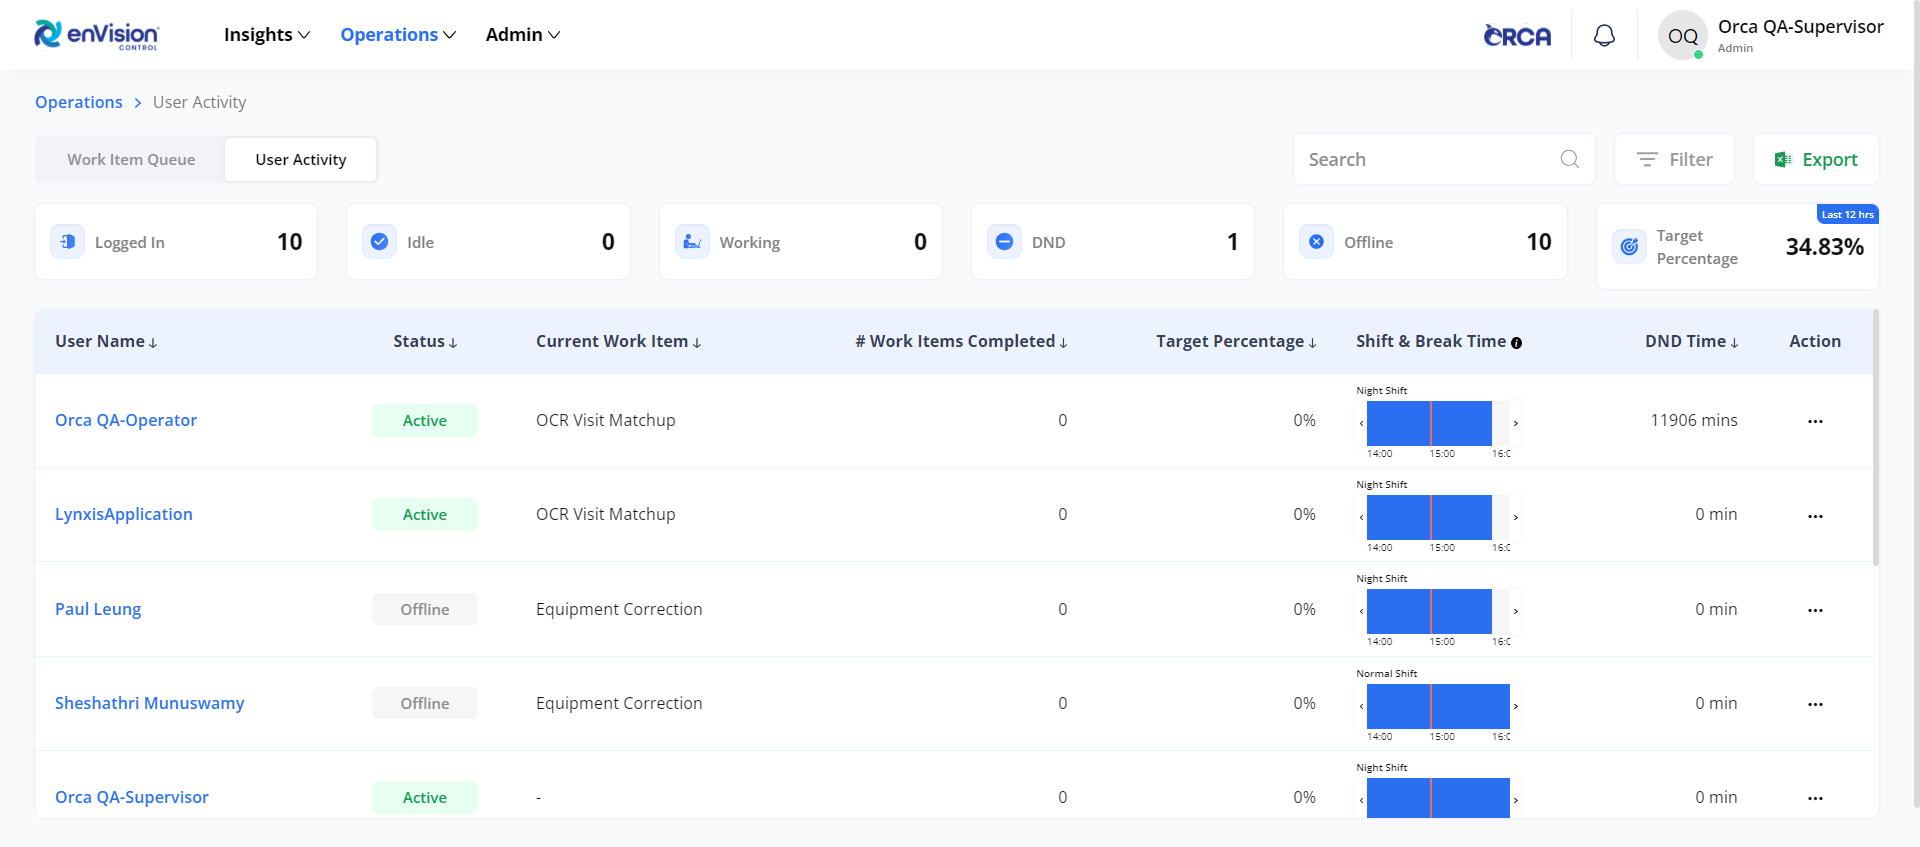 enVision
CONTROL
Insights
Operations
Admin
ORCA
OQ
Orca QA-Supervisor
Admin
Operations > User Activity
Work Item Queue
User Activity
Search
Filter
Export
Logged In 10
Idle 0
Working 0
DND 1
Offline 10
Last 12 hrs
Target
Percentage
34.83%
User Name↓ Status↓ Current Work Item↓ # Work Items Completed↓ Target Percentage↓ Shift & Break Time DND Time↓ Action
Night Shift
Orca QA-Operator Active OCR Visit Matchup 0 0% ‹ › 11906 mins ...
14:00 15:00 16:0
Night Shift
LynxisApplication Active OCR Visit Matchup 0 0% ‹ › 0 min ...
14:00 15:00 16:0
Night Shift
Paul Leung Offline Equipment Correction 0 0% ‹ › 0 min ...
14:00 15:00 16:0
Normal Shift
Sheshathri Munuswamy Offline Equipment Correction 0 0% ‹ › 0 min ...
14:00 15:00 16:0
Night Shift
Orca QA-Supervisor Active - 0 0% ‹ › 0 min ...